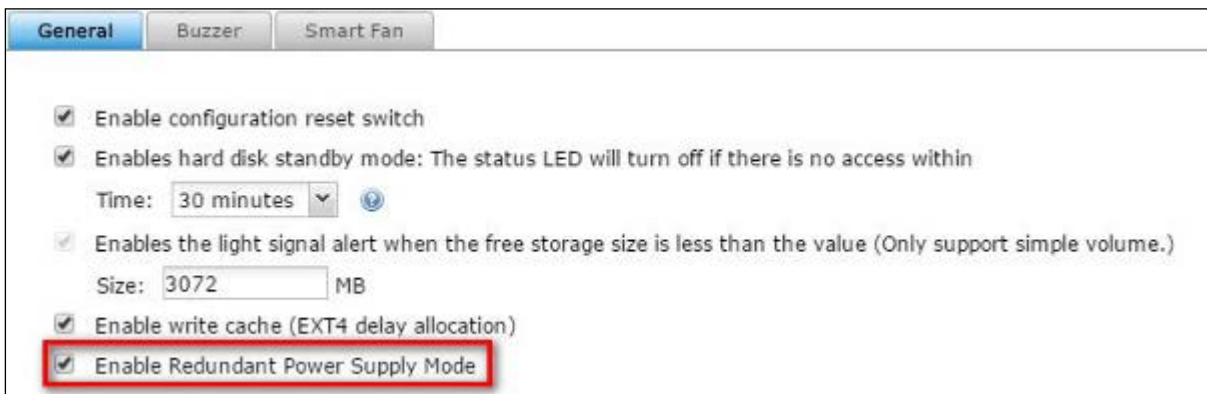 General Buzzer Smart Fan
Enable configuration reset switch
Enables hard disk standby mode: The status LED will turn off if there is no access within
Time: 30 minutes
Enables the light signal alert when the free storage size is less than the value (Only support simple volume.)
Size: 3072 MB
Enable write cache (EXT4 delay allocation)
Enable Redundant Power Supply Mode